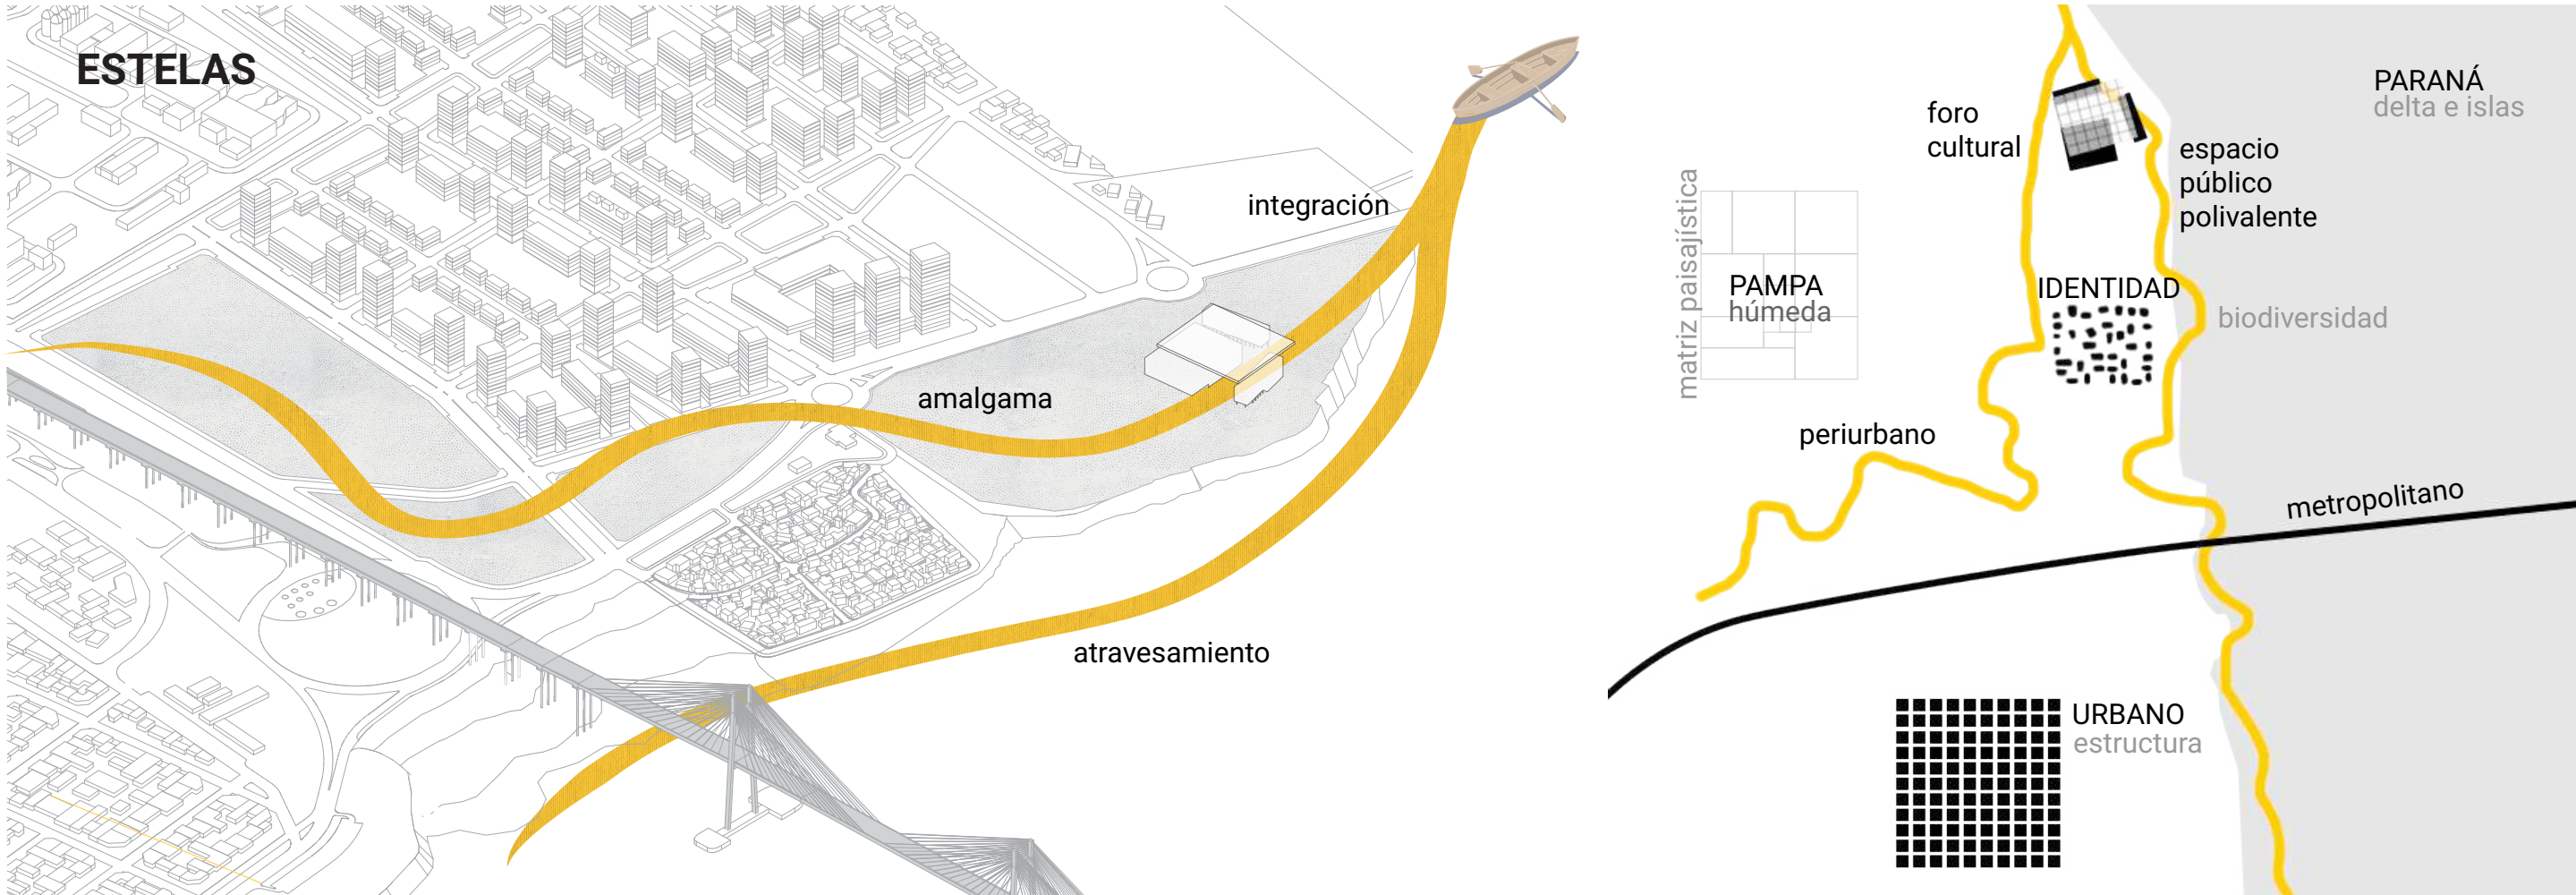 ESTELAS
integración
amalgama
atravesamiento
foro
cultural
PARANÁ
delta e islas
espacio
público
polivalente
matriz paisajística
PAMPA
húmeda
IDENTIDAD
biodiversidad
periurbano
metropolitano
URBANO
estructura